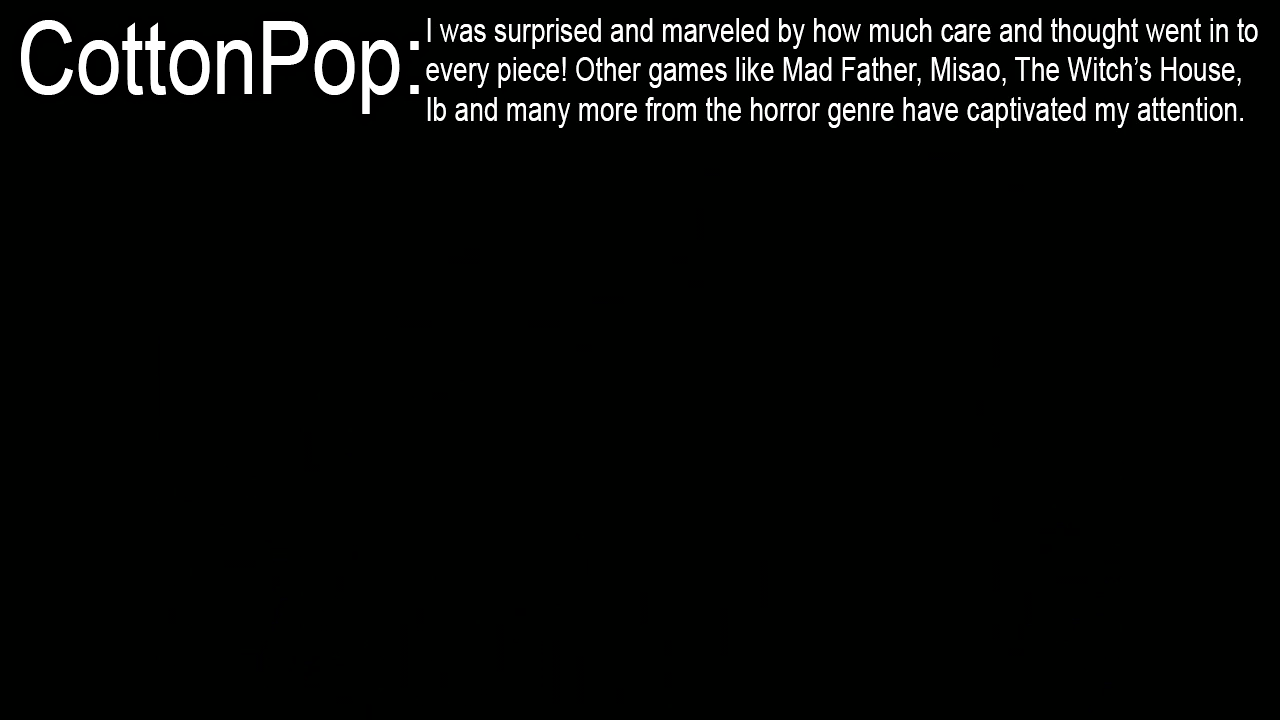 CottonPop:
I was surprised and marveled by how much care and thought went in to
every piece! Other games like Mad Father, Misao, The Witch’s House,
Ib and many more from the horror genre have captivated my attention.